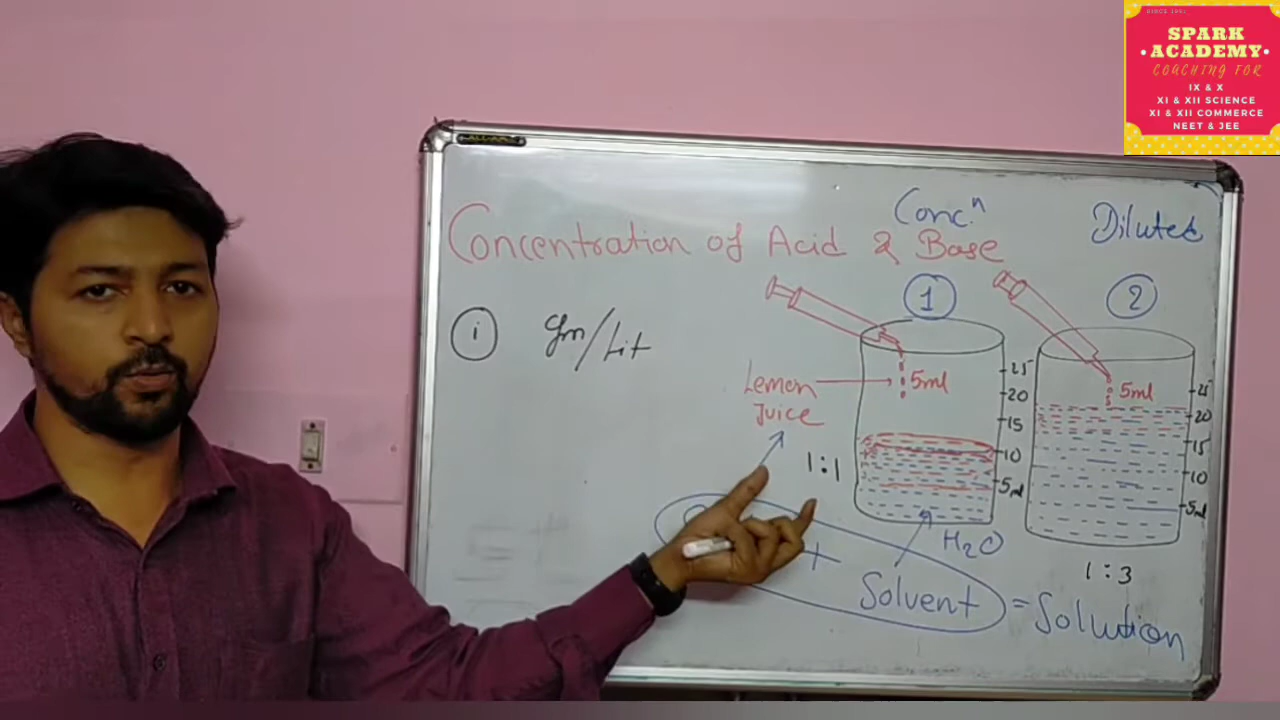 SINCE 1992
SPARK
• ACADEMY •
COACHING FOR
IX & X
XI & XII SCIENCE
XI & XII COMMERCE
NEET & JEE
Conc.ⁿ
Diluted
Concentration of Acid & Base
1
2
i
gm/Lit
Lemon
Juice
5ml
5ml
25
20
15
10
5ml
25
20
15
10
5ml
1:1
H2O
1:3
+
Solvent = Solution